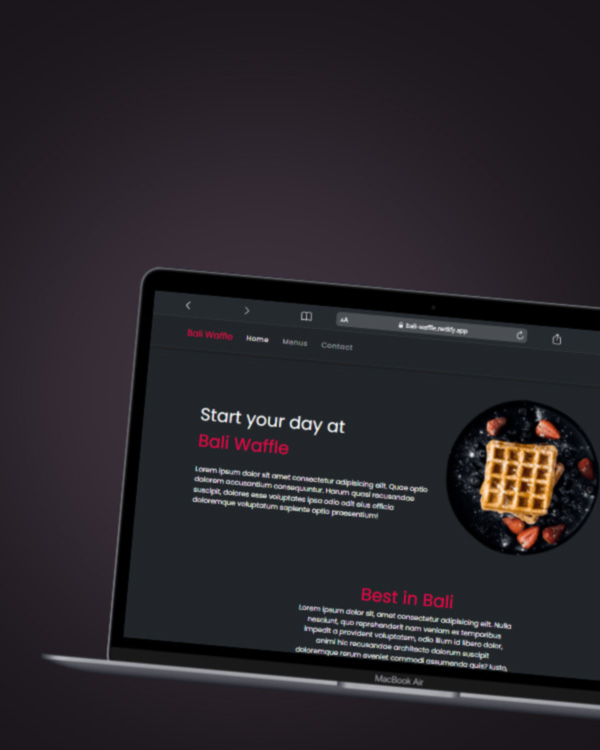 AA bali-waffle.netlify.app
Bali Waffle Home Menus Contact
Start your day at
Bali Waffle
Lorem ipsum dolor sit amet consectetur adipisicing elit. Quae optio
dolorem accusantium consequuntur. Harum quasi recusandae
suscipit, dolores esse voluptates ipsa odio odit eius officia
doloremque voluptatum sapiente optio praesentium!
Best in Bali
Lorem ipsum dolor sit, amet consectetur adipisicing elit. Nulla
nesciunt, quo reprehenderit nam veniam ex temporibus
impedit a provident voluptatem, odio illum id libero dolor,
animi hic recusandae architecto dolorum suscipit
doloremque rerum eveniet commodi assumenda quis? Iusto,
MacBook Air